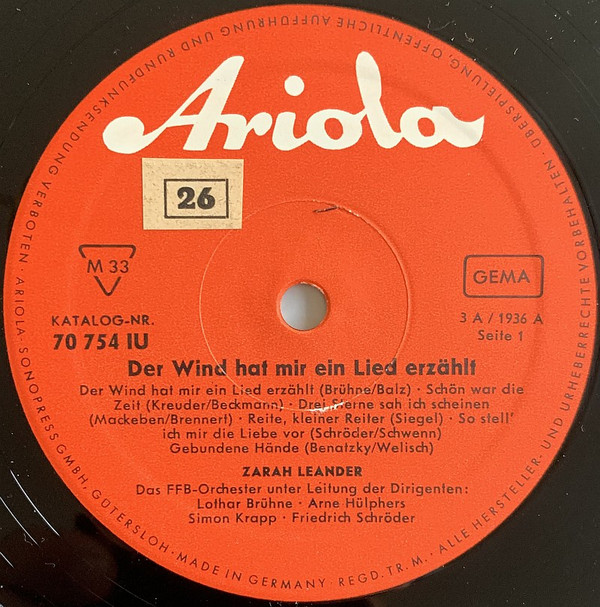 Ariola
26
M 33
GEMA
KATALOG-NR.
70 754 IU
3 A / 1936 A
Seite 1
Der Wind hat mir ein Lied erzählt
Der Wind hat mir ein Lied erzählt (Brühne/Balz) · Schön war die
Zeit (Kreuder/Beckmann) · Drei Sterne sah ich scheinen
(Mackeben/Brennert) · Reite, kleiner Reiter (Siegel) · So stell'
ich mir die Liebe vor (Schröder/Schwenn)
Gebundene Hände (Benatzky/Welisch)
ZARAH LEANDER
Das FFB-Orchester unter Leitung der Dirigenten:
Lothar Brühne · Arne Hülphers
Simon Krapp · Friedrich Schröder
ARIOLA-SONOPRESS GMBH, GÜTERSLOH · MADE IN GERMANY REGD. TR. M. · ALLE HERSTELLER- UND URHEBERRECHTE VORBEHALTEN · ÜBERSPIELUNG, ÖFFENTLICHE AUFFÜHRUNG UND RUNDFUNKSENDUNG VERBOTEN ·